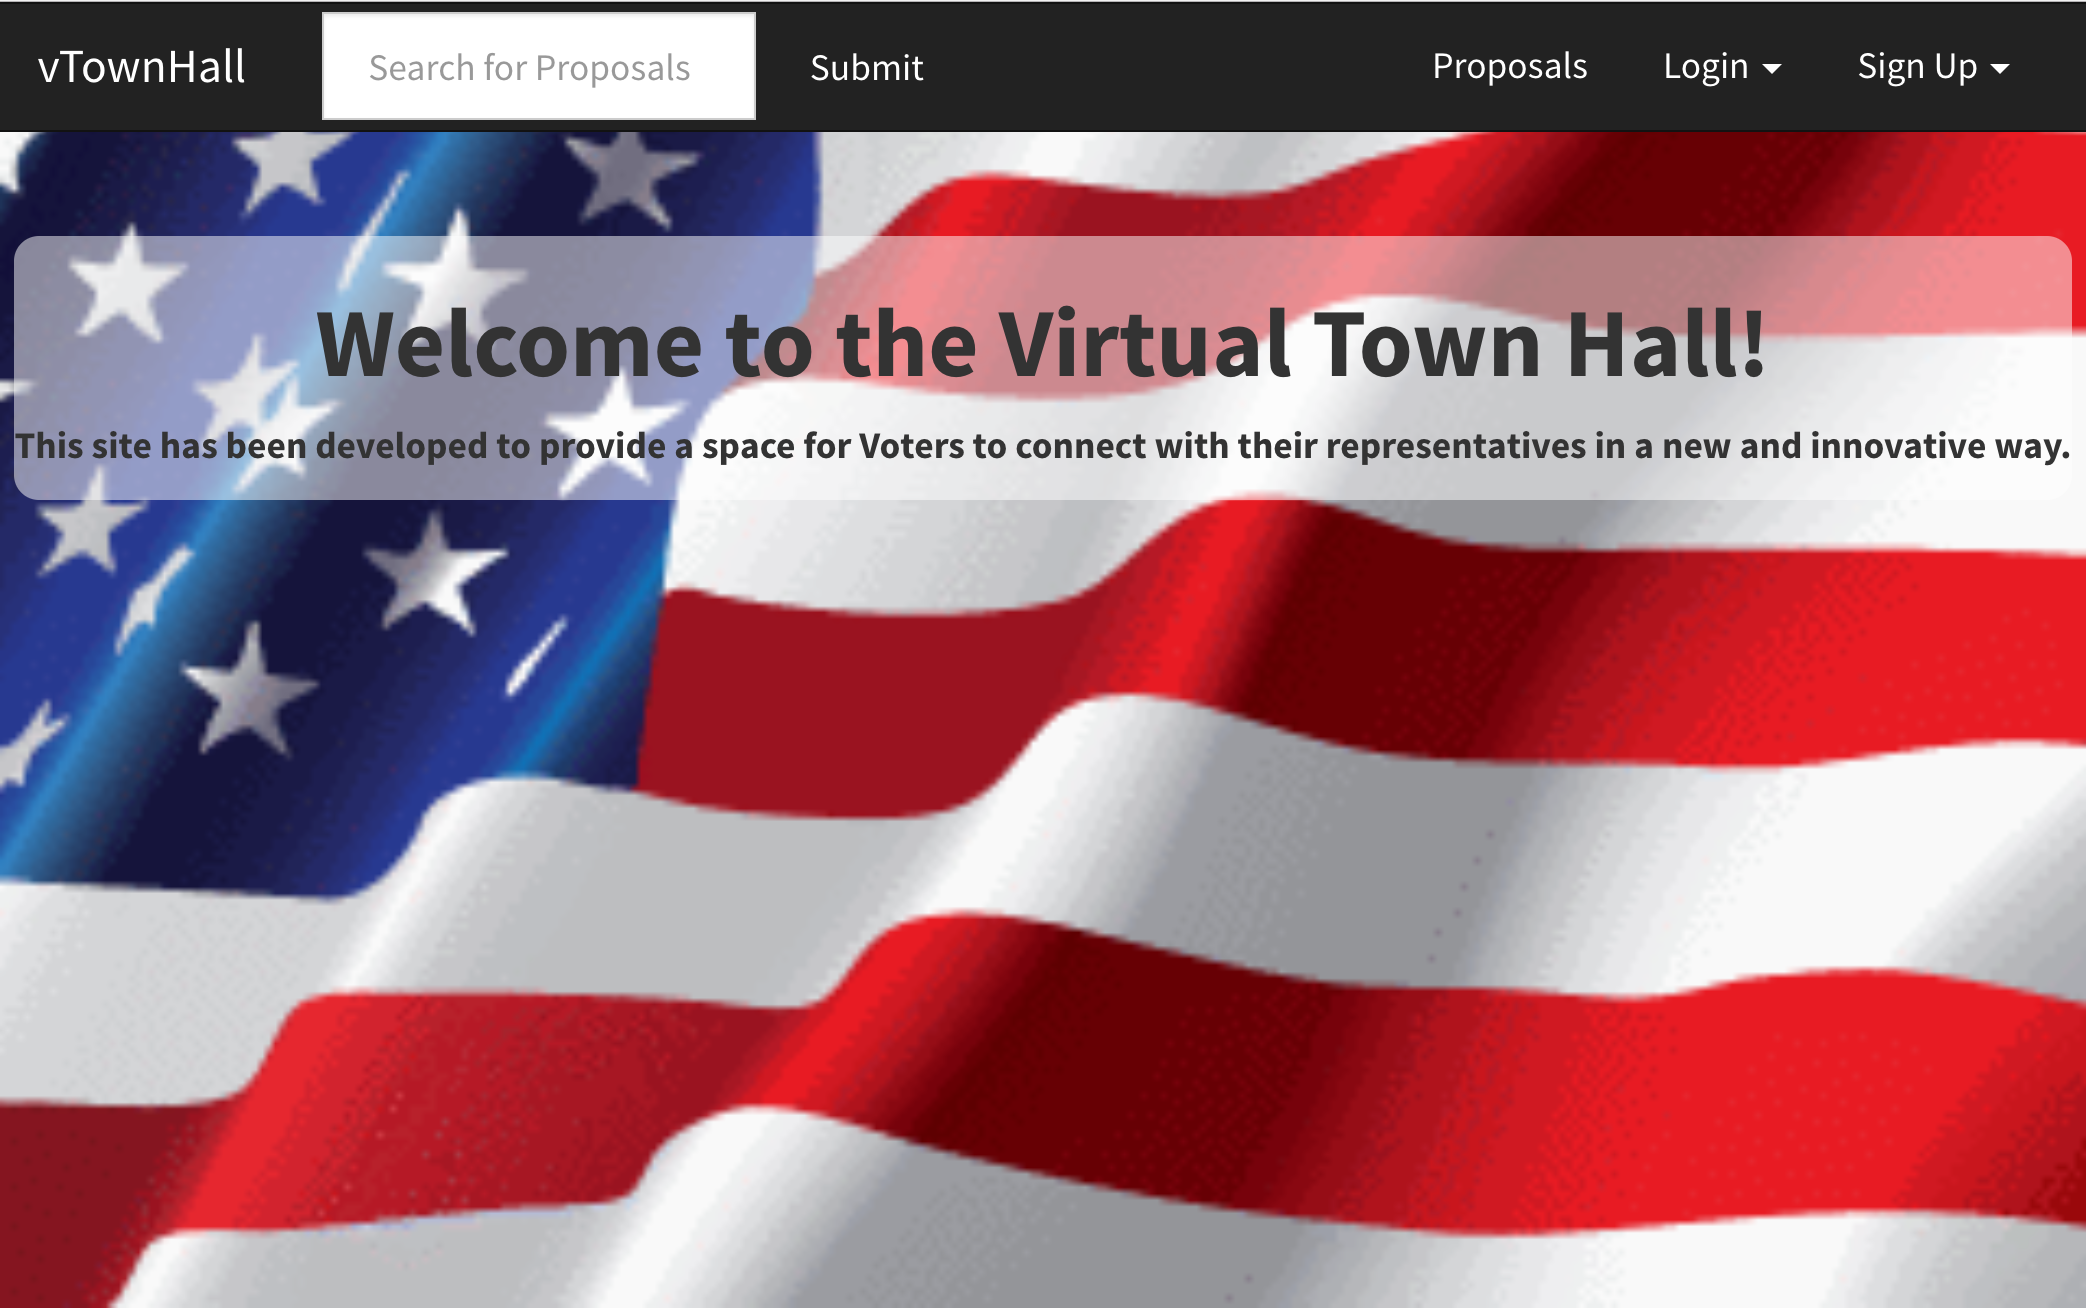 vTownHall
Search for Proposals
Submit
Proposals
Login
Sign Up
Welcome to the Virtual Town Hall!
This site has been developed to provide a space for Voters to connect with their representatives in a new and innovative way.